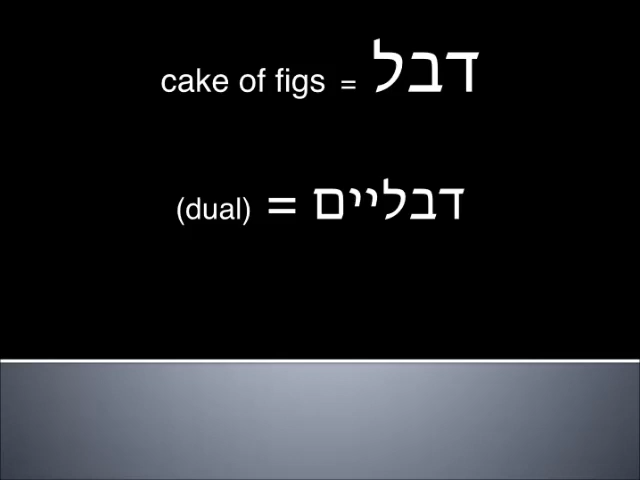 cake of figs = דבל
(dual) = דבליים